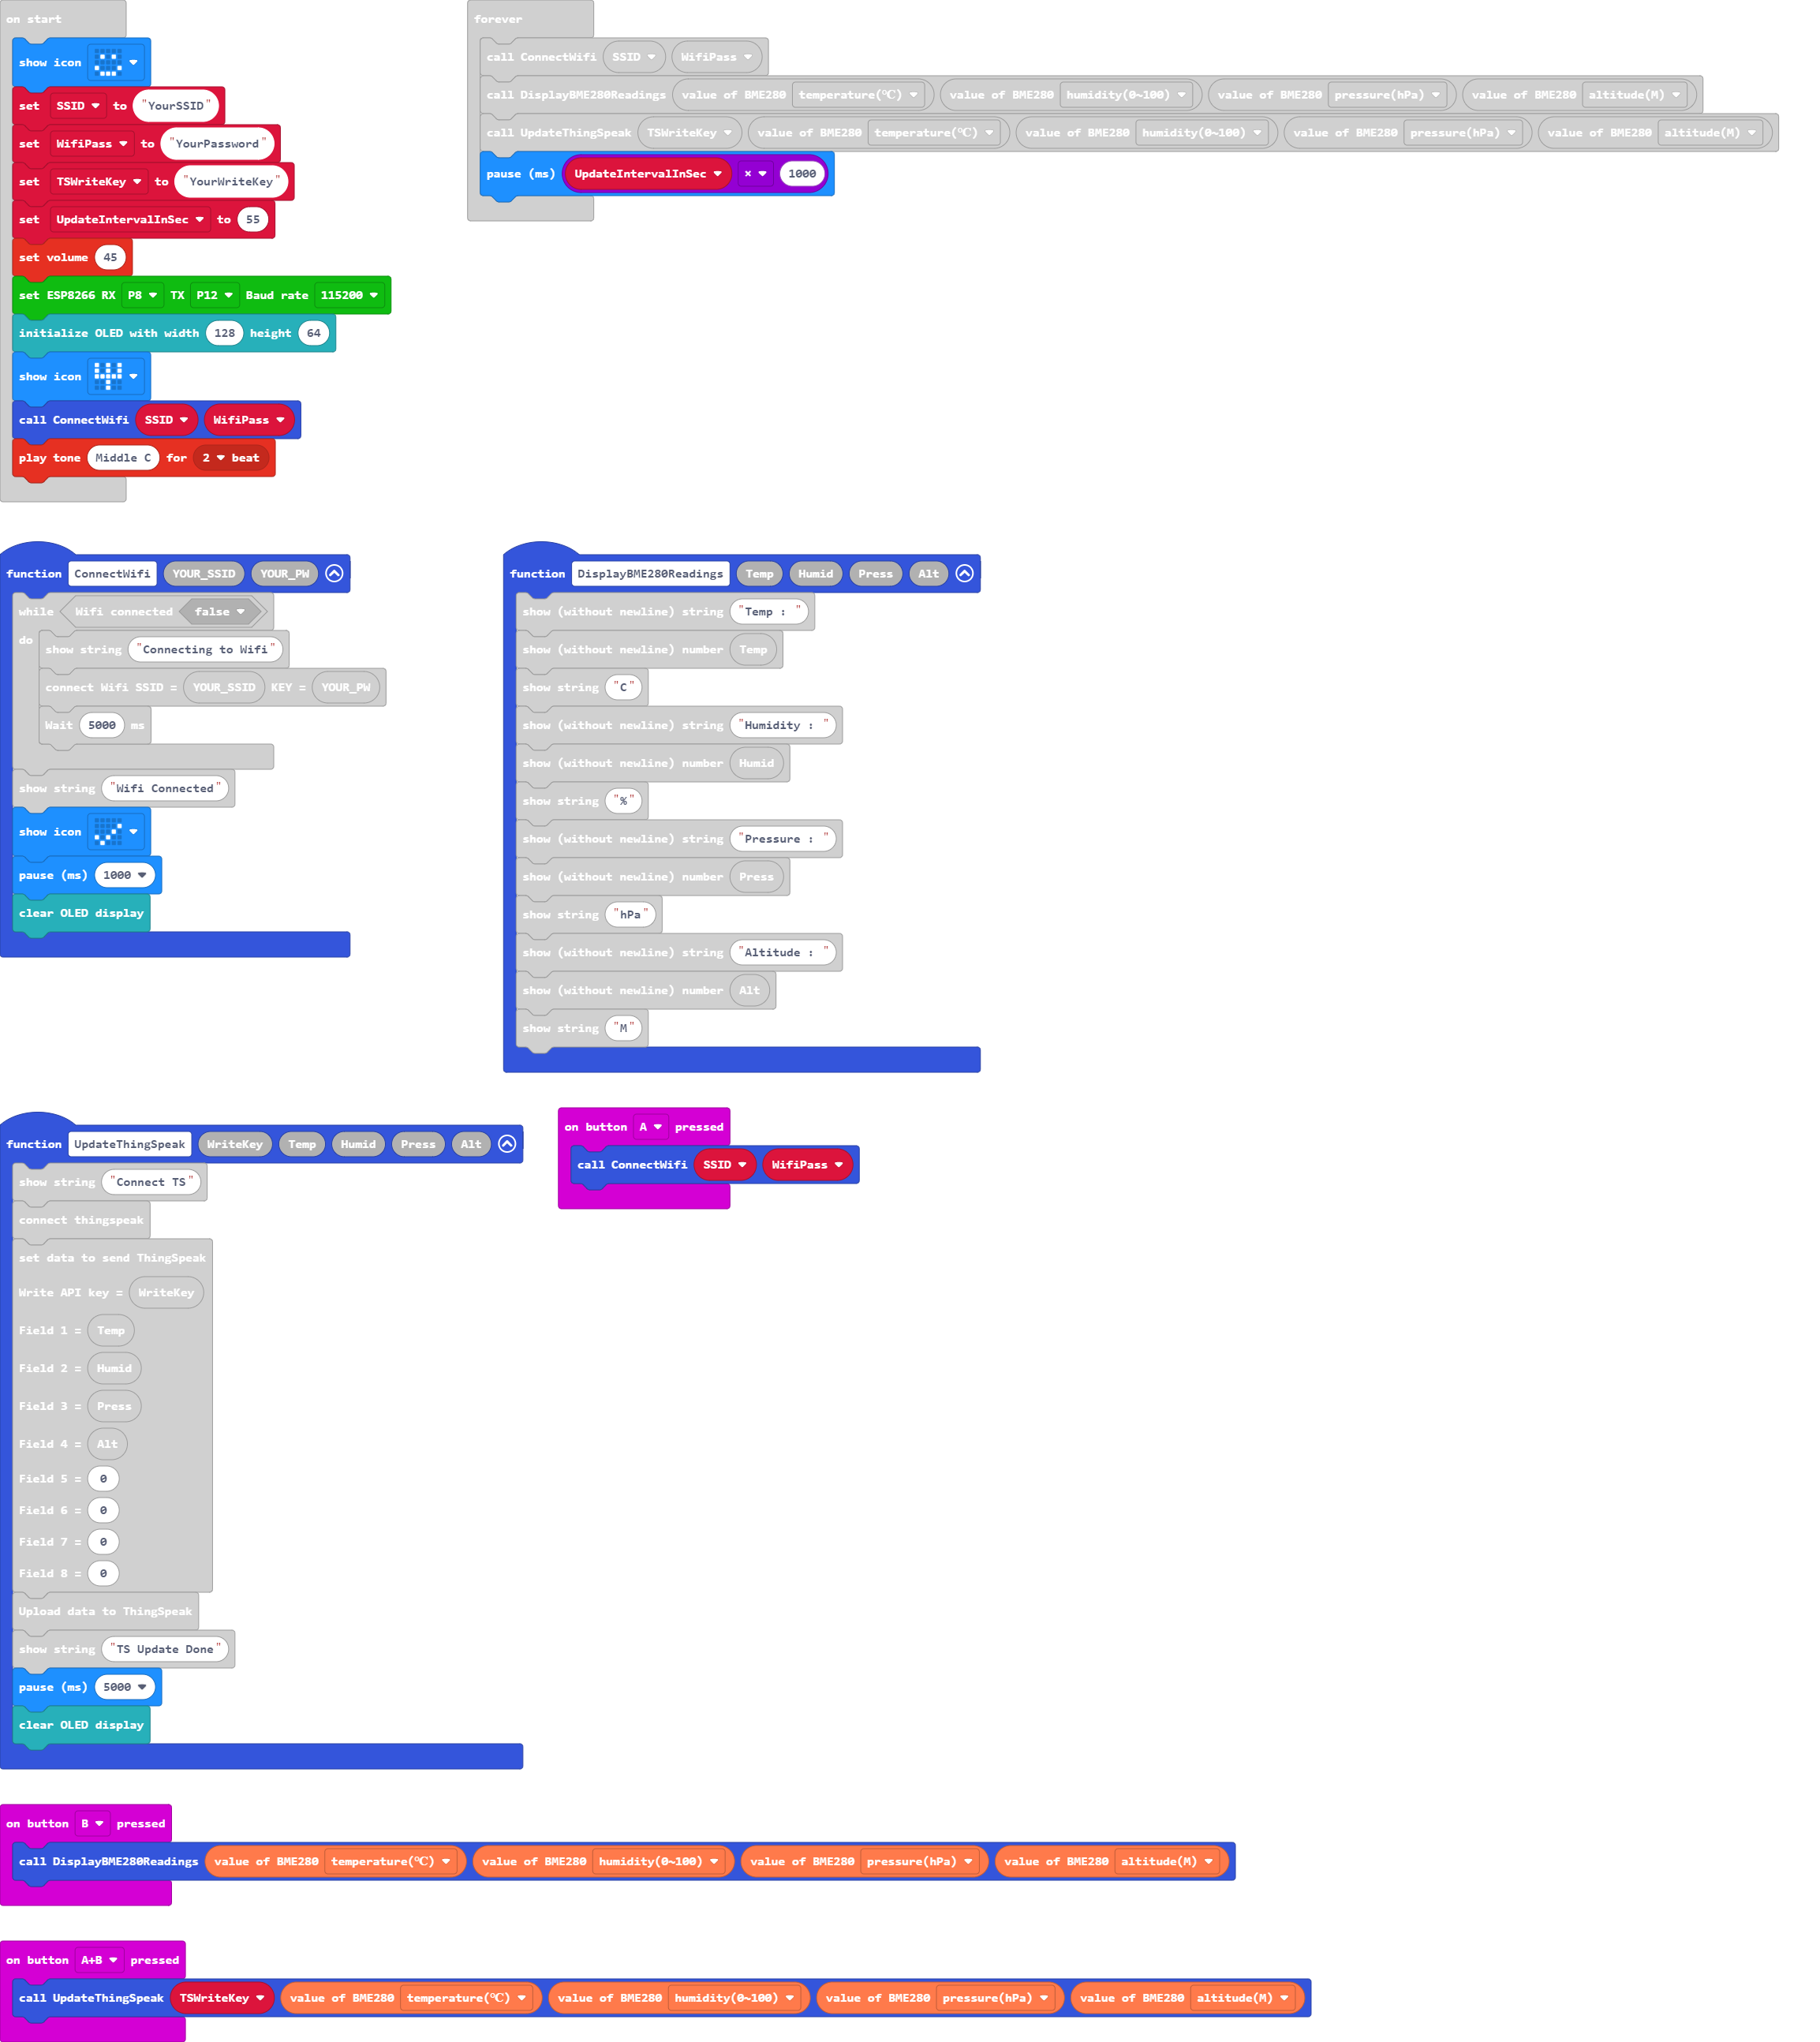 on start
show icon
set SSID to "YourSSID"
set WifiPass to "YourPassword"
set TSWriteKey to "YourWriteKey"
set UpdateIntervalInSec to 55
set volume 45
set ESP8266 RX P8 TX P12 Baud rate 115200
initialize OLED with width 128 height 64
show icon
call ConnectWifi SSID WifiPass
play tone Middle C for 2 beat
forever
call ConnectWifi SSID WifiPass
call DisplayBME280Readings value of BME280 temperature(℃) value of BME280 humidity(0~100) value of BME280 pressure(hPa) value of BME280 altitude(M)
call UpdateThingSpeak TSWriteKey value of BME280 temperature(℃) value of BME280 humidity(0~100) value of BME280 pressure(hPa) value of BME280 altitude(M)
pause (ms) UpdateIntervalInSec × 1000
function ConnectWifi YOUR_SSID YOUR_PW
while Wifi connected false
do
show string "Connecting to Wifi"
connect Wifi SSID = YOUR_SSID KEY = YOUR_PW
Wait 5000 ms
show string "Wifi Connected"
show icon
pause (ms) 1000
clear OLED display
function DisplayBME280Readings Temp Humid Press Alt
show (without newline) string "Temp : "
show (without newline) number Temp
show string "C"
show (without newline) string "Humidity : "
show (without newline) number Humid
show string "%"
show (without newline) string "Pressure : "
show (without newline) number Press
show string "hPa"
show (without newline) string "Altitude : "
show (without newline) number Alt
show string "M"
function UpdateThingSpeak WriteKey Temp Humid Press Alt
show string "Connect TS"
connect thingspeak
set data to send ThingSpeak
Write API key = WriteKey
Field 1 = Temp
Field 2 = Humid
Field 3 = Press
Field 4 = Alt
Field 5 = 0
Field 6 = 0
Field 7 = 0
Field 8 = 0
Upload data to ThingSpeak
show string "TS Update Done"
pause (ms) 5000
clear OLED display
on button A pressed
call ConnectWifi SSID WifiPass
on button B pressed
call DisplayBME280Readings value of BME280 temperature(℃) value of BME280 humidity(0~100) value of BME280 pressure(hPa) value of BME280 altitude(M)
on button A+B pressed
call UpdateThingSpeak TSWriteKey value of BME280 temperature(℃) value of BME280 humidity(0~100) value of BME280 pressure(hPa) value of BME280 altitude(M)